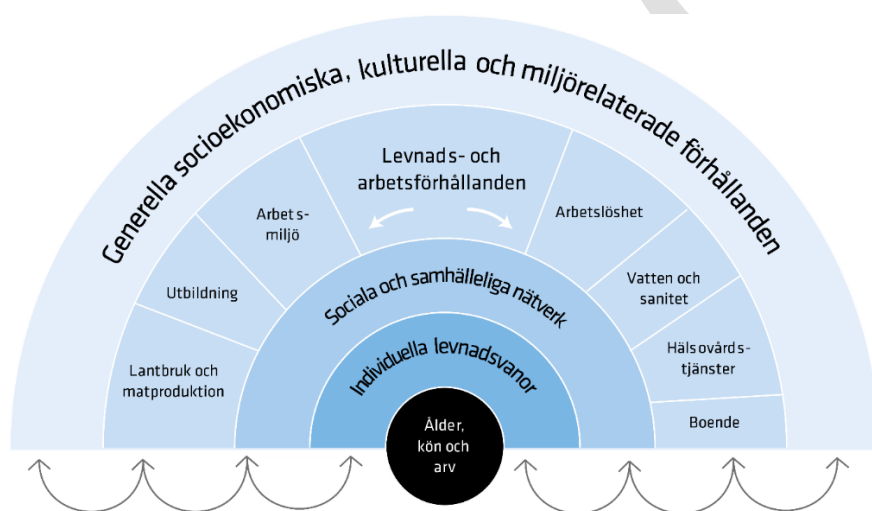 Generella socioekonomiska, kulturella och miljörelaterade förhållanden
Levnads- och
arbetsförhållanden
Arbets-
miljö
Arbetslöshet
Utbildning
Vatten och
sanitet
Lantbruk och
matproduktion
Hälsovårds-
tjänster
Boende
Sociala och samhälleliga nätverk
Individuella levnadsvanor
Ålder,
kön och
arv